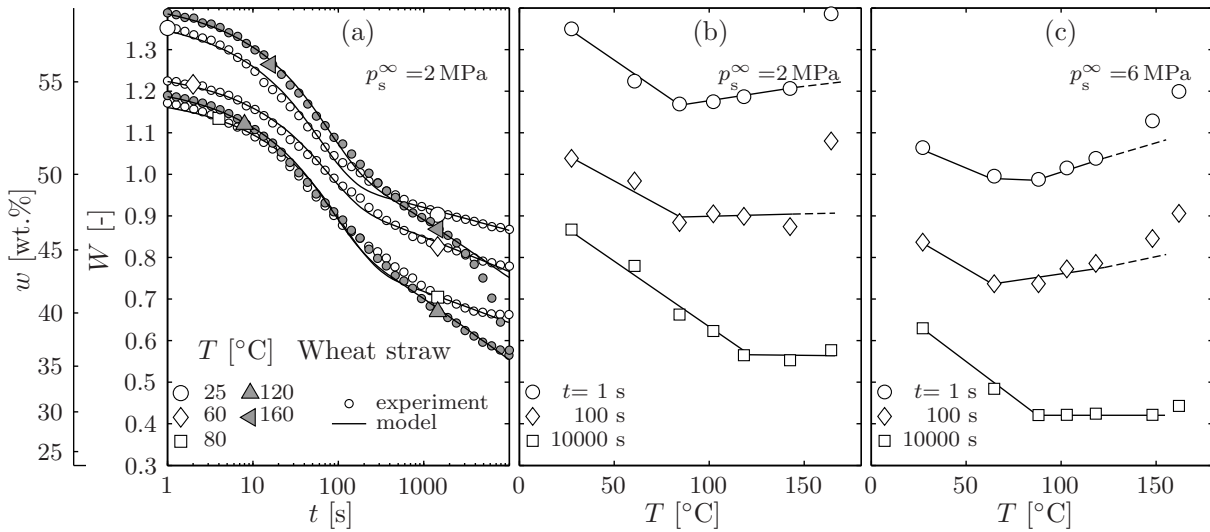 (a)
(b)
(c)
p_s^∞ =2 MPa
p_s^∞ =2 MPa
p_s^∞ =6 MPa
w [wt.%]
55
50
45
40
35
30
25
W [-]
1.3
1.2
1.1
1.0
0.9
0.8
0.7
0.6
0.5
0.4
0.3
T [°C] Wheat straw
25
60
80
120
160
experiment
model
t= 1 s
100 s
10000 s
t= 1 s
100 s
10000 s
1
10
100
1000
t [s]
0
50
100
150
T [°C]
0
50
100
150
T [°C]